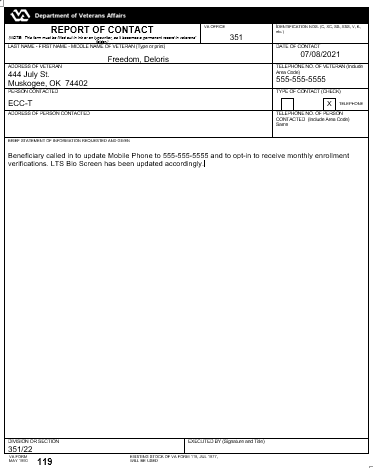 VA Department of Veterans Affairs
REPORT OF CONTACT
(NOTE: This form must be filled out in ink or on typewriter, as it becomes a permanent record in veterans' folders)
VA OFFICE
351
IDENTIFICATION NOS. (C, XC, SS, XSS, V, K, etc.)
LAST NAME - FIRST NAME - MIDDLE NAME OF VETERAN (Type or print)
Freedom, Deloris
DATE OF CONTACT
07/08/2021
ADDRESS OF VETERAN
444 July St.
Muskogee, OK 74402
TELEPHONE NO. OF VETERAN (Include Area Code)
555-555-5555
PERSON CONTACTED
ECC-T
TYPE OF CONTACT (CHECK)
X TELEPHONE
ADDRESS OF PERSON CONTACTED
TELEPHONE NO. OF PERSON CONTACTED (Include Area Code)
Same
BRIEF STATEMENT OF INFORMATION REQUESTED AND GIVEN
Beneficiary called in to update Mobile Phone to 555-555-5555 and to opt-in to receive monthly enrollment
verifications. LTS Bio Screen has been updated accordingly.
DIVISION OR SECTION
351/22
EXECUTED BY (Signature and Title)
VA FORM
MAY 1990
119
EXISTING STOCK OF VA FORM 119, JUL 1977,
WILL BE USED